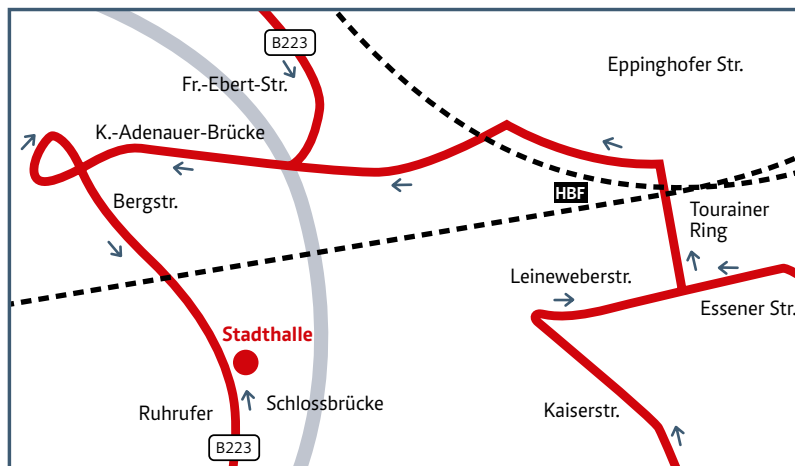 B223
Eppinghofer Str.
Fr.-Ebert-Str.
K.-Adenauer-Brücke
HBF
Bergstr.
Tourainer
Ring
Leineweberstr.
Essener Str.
Stadthalle
Schlossbrücke
Ruhrufer
Kaiserstr.
B223